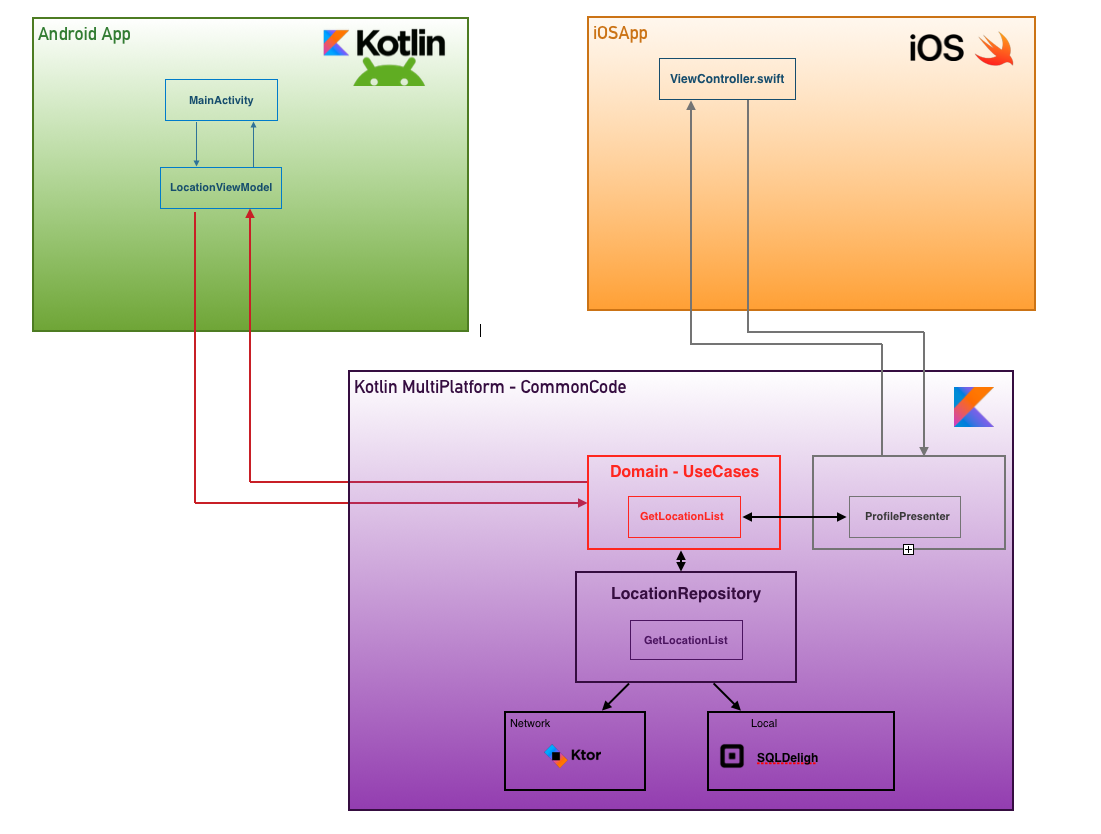 Android App
Kotlin
MainActivity
LocationViewModel
iOSApp
iOS
ViewController.swift
Kotlin MultiPlatform - CommonCode
Domain - UseCases
GetLocationList
ProfilePresenter
LocationRepository
GetLocationList
Network
Ktor
Local
SQLDeligh